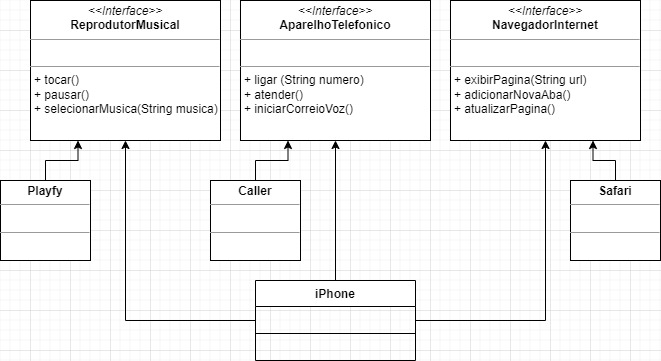 <<Interface>>
ReprodutorMusical
+ tocar()
+ pausar()
+ selecionarMusica(String musica)
<<Interface>>
AparelhoTelefonico
+ ligar (String numero)
+ atender()
+ iniciarCorreioVoz()
<<Interface>>
NavegadorInternet
+ exibirPagina(String url)
+ adicionarNovaAba()
+ atualizarPagina()
Playfy
Caller
Safari
iPhone